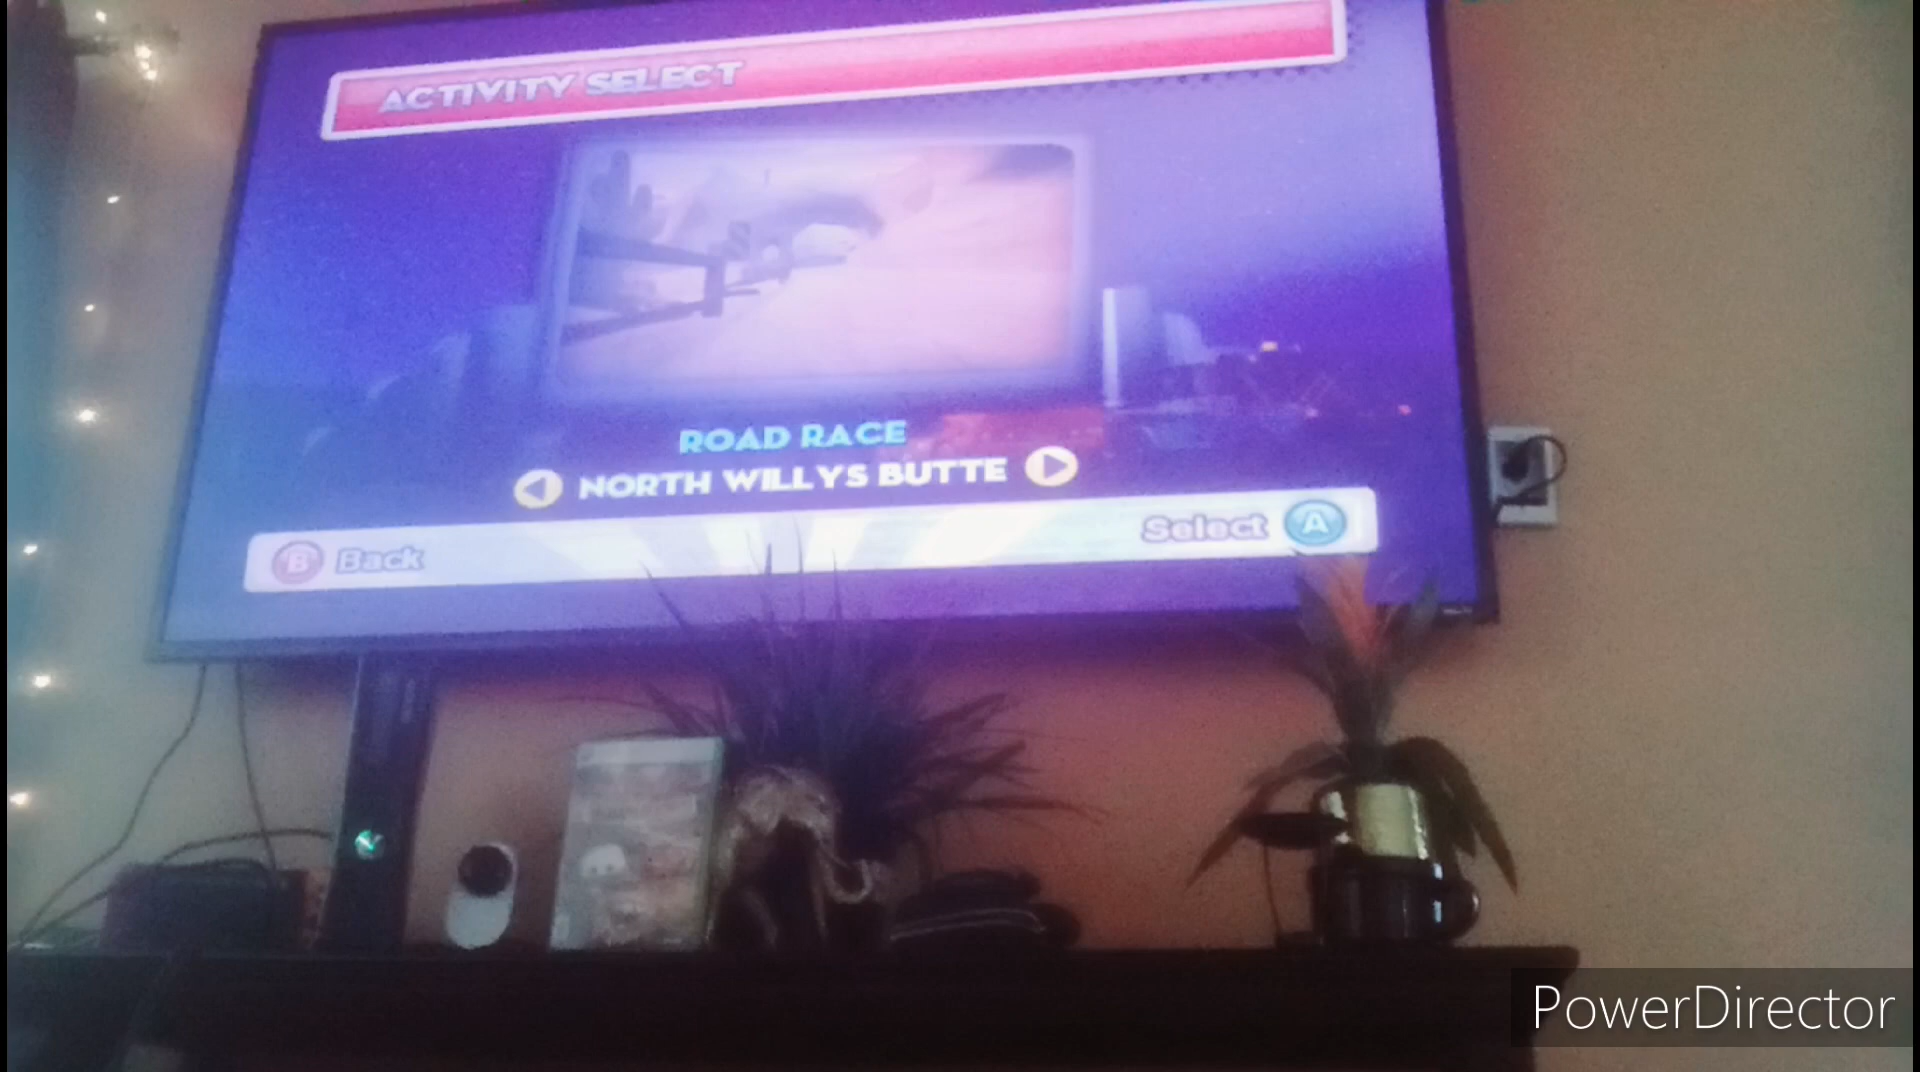 ACTIVITY SELECT
ROAD RACE
NORTH WILLYS BUTTE
B Back
Select A
PowerDirector